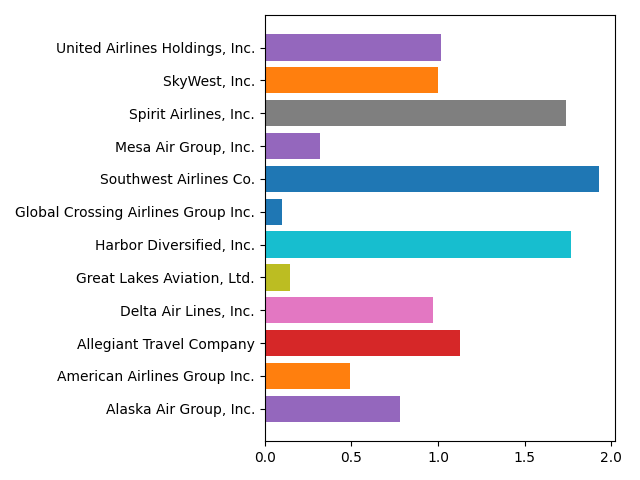 United Airlines Holdings, Inc.
SkyWest, Inc.
Spirit Airlines, Inc.
Mesa Air Group, Inc.
Southwest Airlines Co.
Global Crossing Airlines Group Inc.
Harbor Diversified, Inc.
Great Lakes Aviation, Ltd.
Delta Air Lines, Inc.
Allegiant Travel Company
American Airlines Group Inc.
Alaska Air Group, Inc.
0.0 0.5 1.0 1.5 2.0